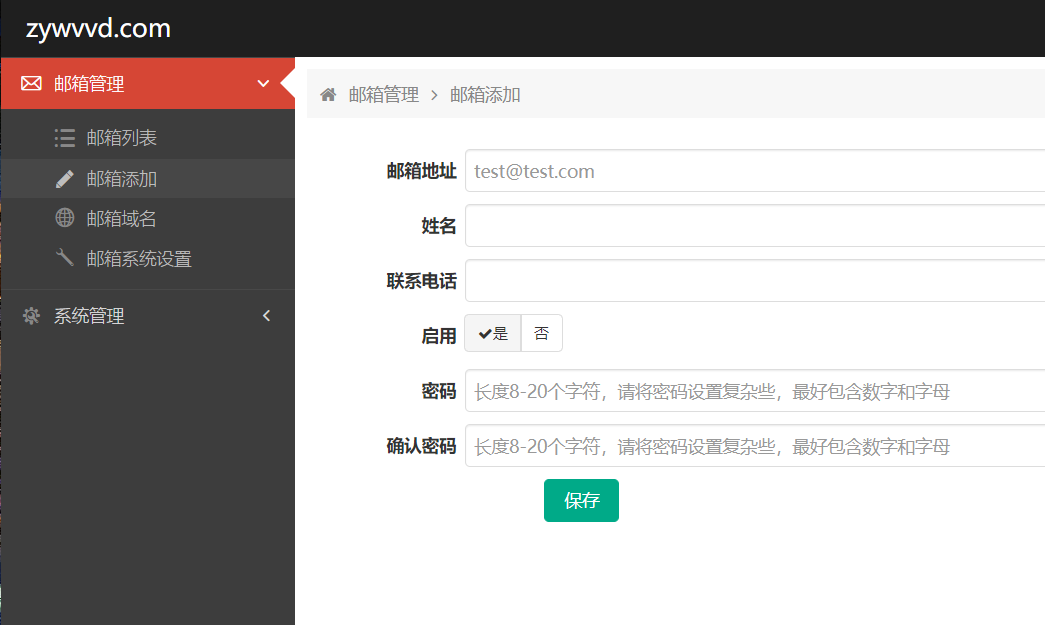 zywvvd.com
邮箱管理
邮箱列表
邮箱添加
邮箱域名
邮箱系统设置
系统管理
邮箱管理 > 邮箱添加
邮箱地址 test@test.com
姓名
联系电话
启用 是 否
密码 长度8-20个字符，请将密码设置复杂些，最好包含数字和字母
确认密码 长度8-20个字符，请将密码设置复杂些，最好包含数字和字母
保存